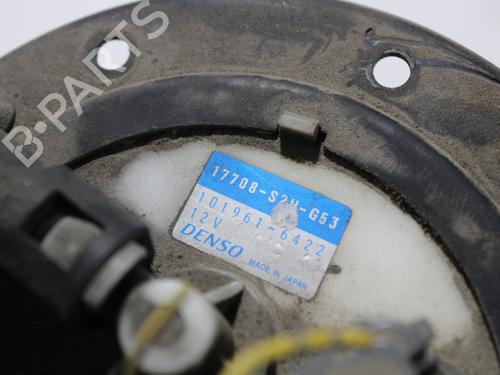 B-PARTS
17708-S2H-G53
101961-6422
12V
DENSO MADE IN JAPAN